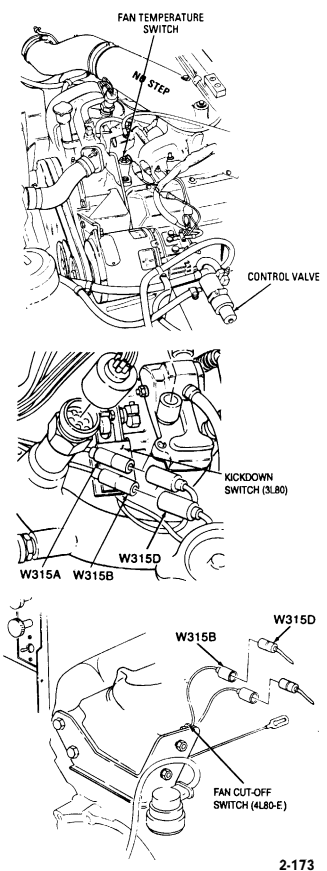 FAN TEMPERATURE
SWITCH
NO STEP
CONTROL VALVE
KICKDOWN
SWITCH (3L80)
W315D
W315A W315B
W315D
W315B
FAN CUT-OFF
SWITCH (4L80-E)
2-173